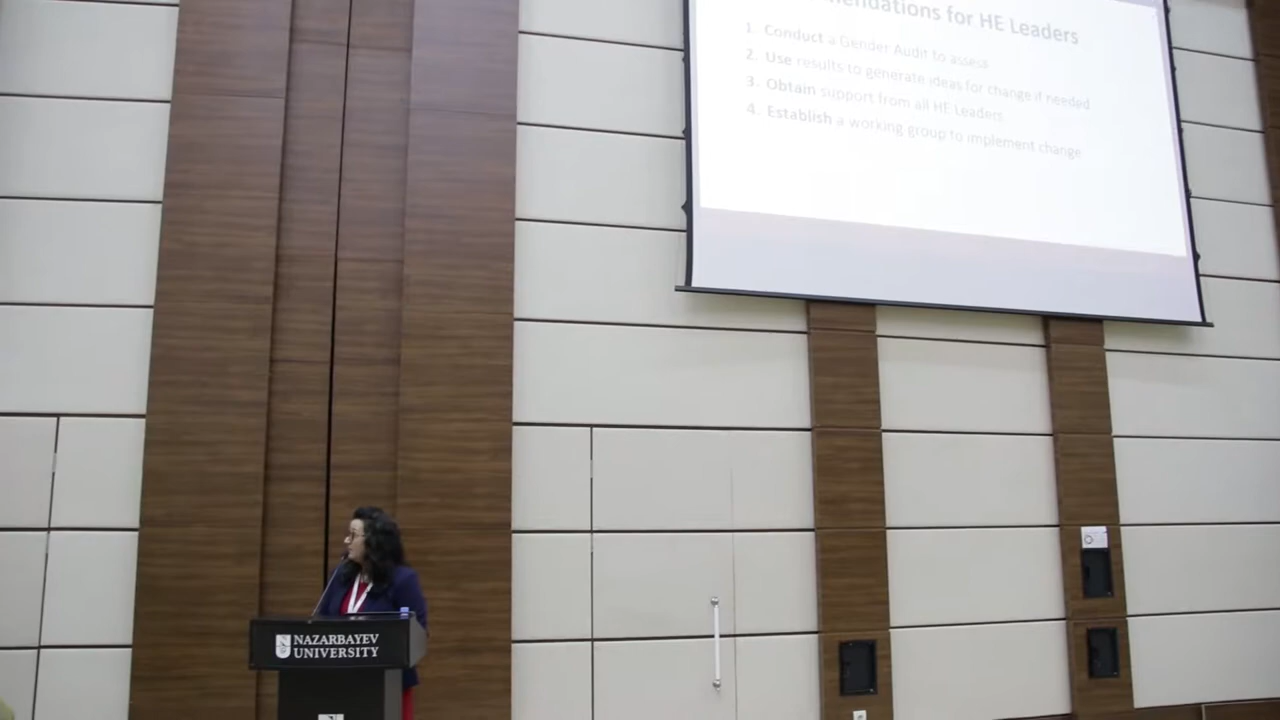 mendations for HE Leaders
1. Conduct a Gender Audit to assess
2. Use results to generate ideas for change if needed
3. Obtain support from all HE Leaders
4. Establish a working group to implement change
NAZARBAYEV
UNIVERSITY